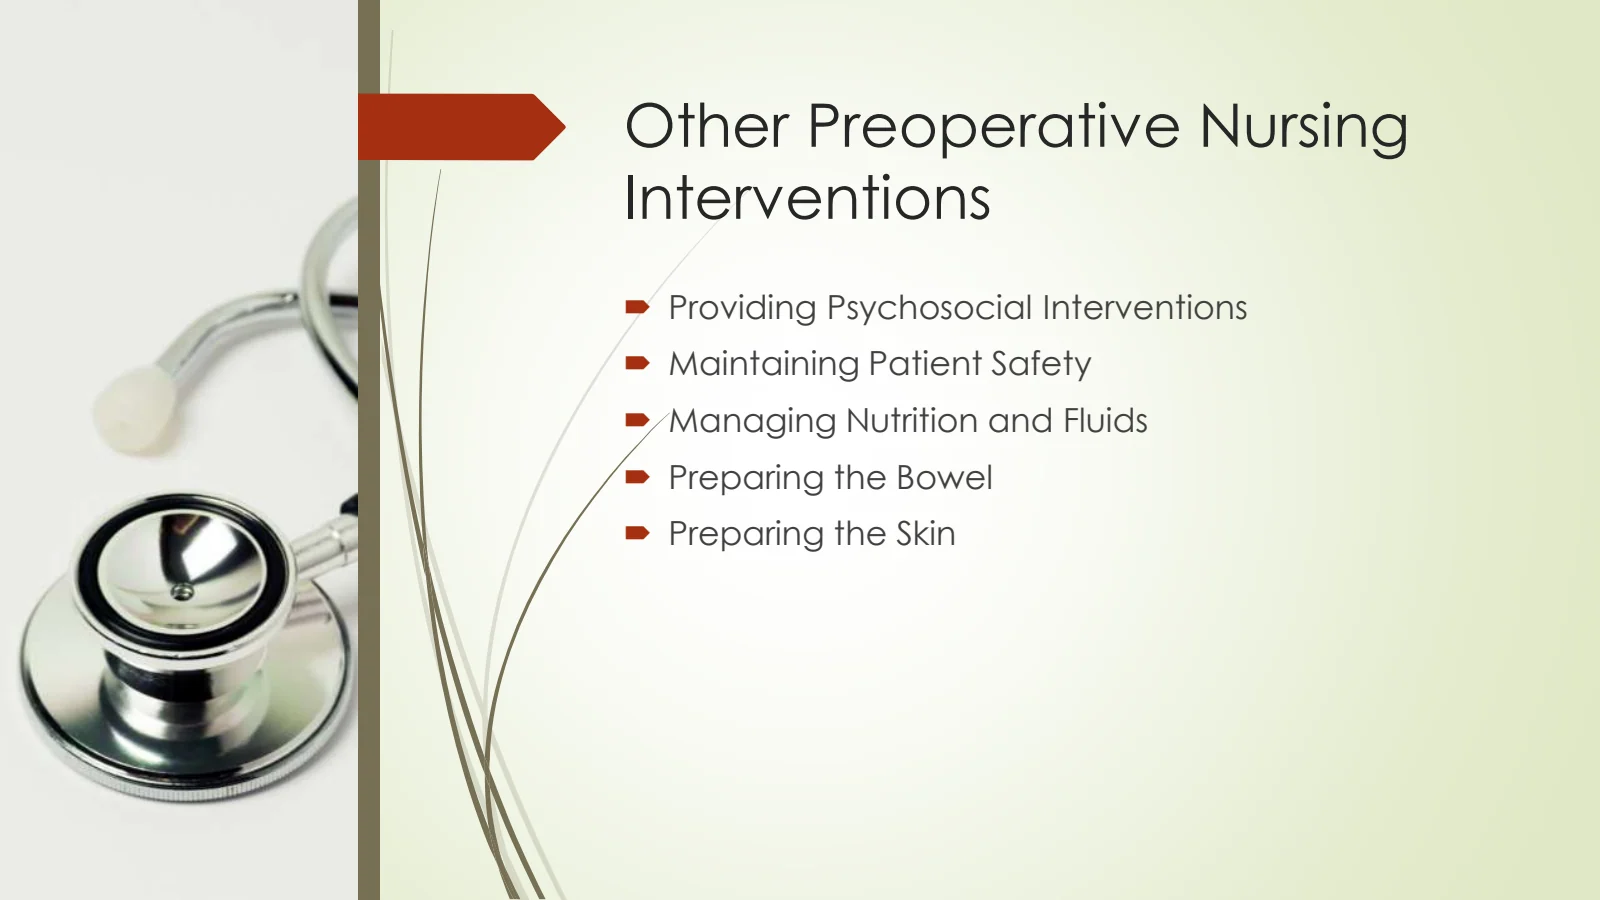 Other Preoperative Nursing
Interventions
Providing Psychosocial Interventions
Maintaining Patient Safety
Managing Nutrition and Fluids
Preparing the Bowel
Preparing the Skin